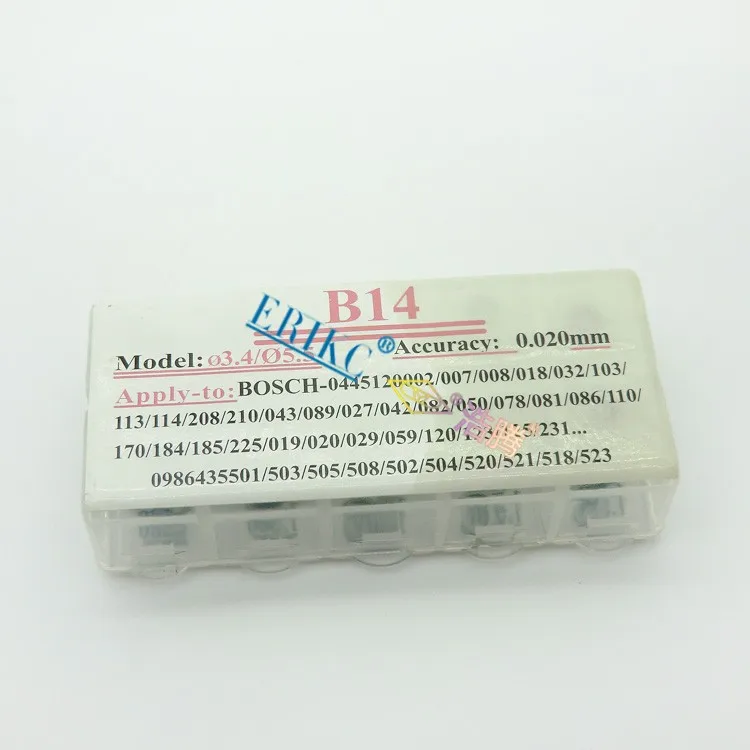 B14
ERIKC®
Model: ø3.4/Ø5.5 Accuracy: 0.020mm
Apply-to: BOSCH-0445120002/007/008/018/032/103/
113/114/208/210/043/089/027/042/082/050/078/081/086/110/
170/184/185/225/019/020/029/059/120/ /231...
0986435501/503/505/508/502/504/520/521/518/523